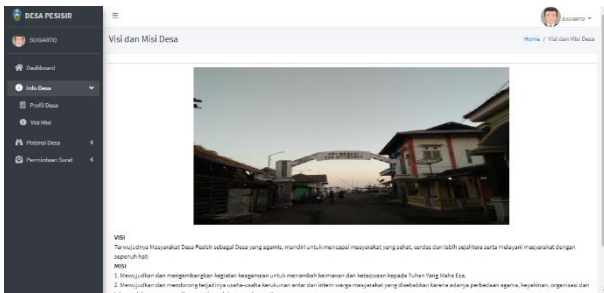 DESA PESISIR
SUGIARTO
SUGIARTO
Visi dan Misi Desa
Home / Visi dan Misi Desa
Dashboard
Info Desa
Profil Desa
Visi Misi
Potensi Desa
Permintaan Surat
VISI
Terwujudnya Masyarakat Desa Pesisir sebagai Desa yang agamis, mandiri untuk mencapai masyarakat yang sehat, cerdas dan lebih sejahtera serta melayani masyarakat dengan
sepenuh hati
MISI
1. Mewujudkan dan mengembangkan kegiatan keagamaan untuk menambah keimanan dan ketaqwaan kepada Tuhan Yang Maha Esa.
2. Mewujudkan dan mendorong terjadinya usaha-usaha kerukunan antar dan intern warga masyarakat yang disebabkan karena adanya perbedaan agama, keyakinan, organisasi dan